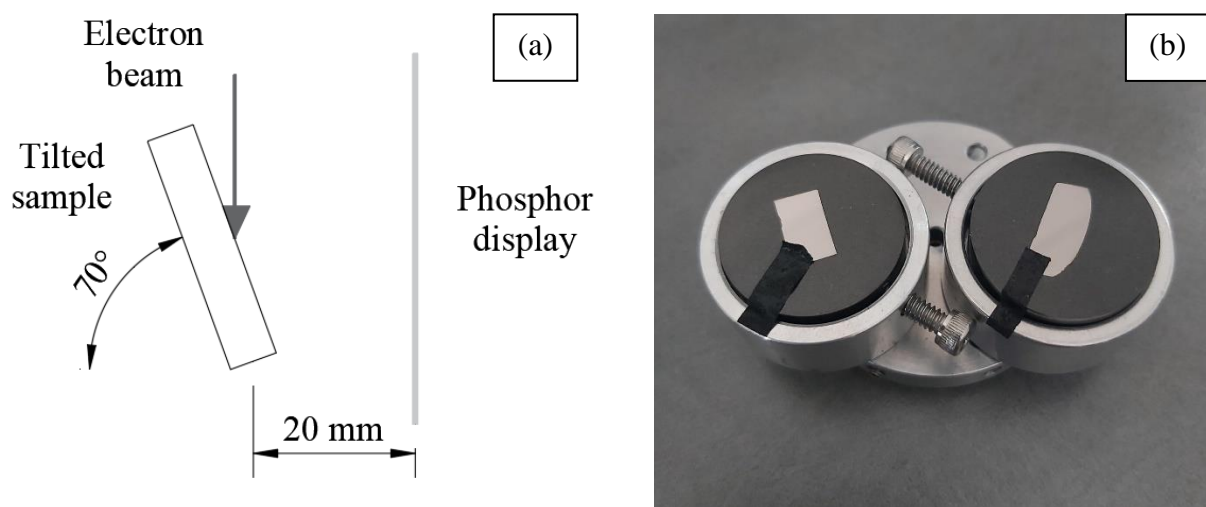 Electron
beam
(a)
Tilted
sample
70°
Phosphor
display
20 mm
(b)